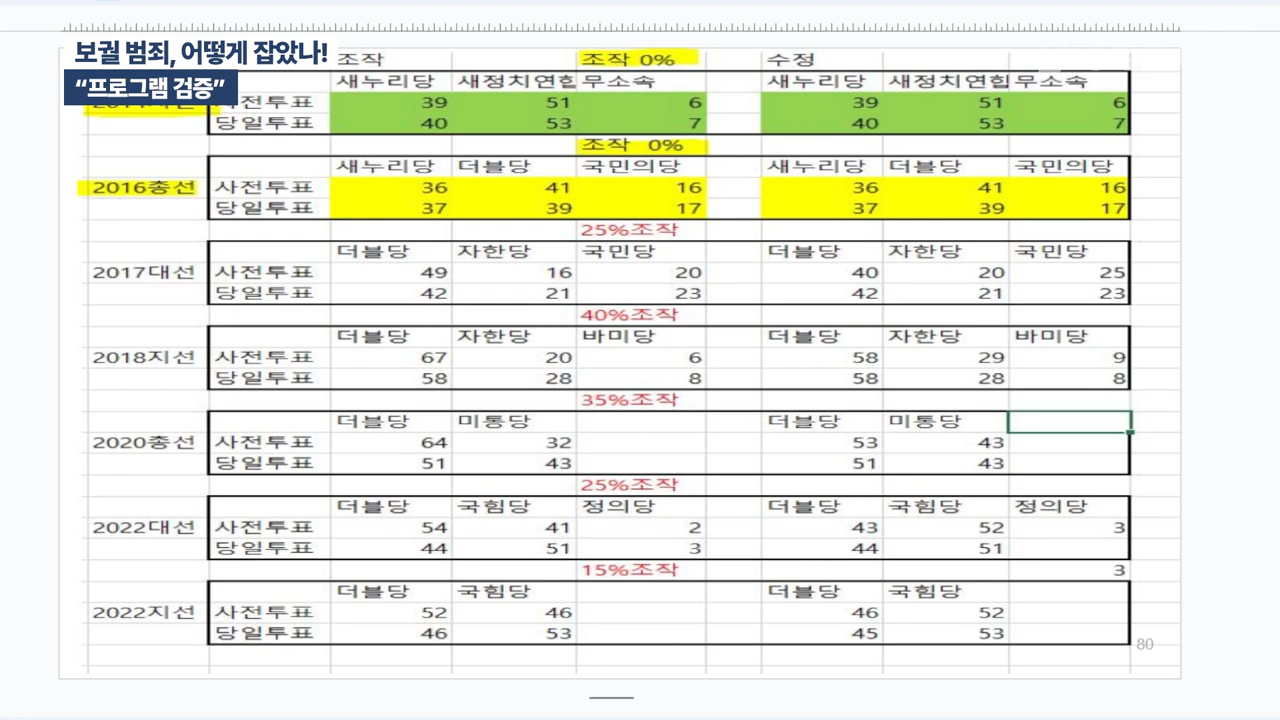 보궐 범죄, 어떻게 잡았나!
“프로그램 검증”
조작 조작 0% 수정
새누리당 새정치연합 무소속 새누리당 새정치연합 무소속
사전투표 39 51 6 39 51 6
당일투표 40 53 7 40 53 7
조작 0%
새누리당 더블당 국민의당 새누리당 더블당 국민의당
2016총선 사전투표 36 41 16 36 41 16
당일투표 37 39 17 37 39 17
25%조작
더블당 자한당 국민당 더블당 자한당 국민당
2017대선 사전투표 49 16 20 40 20 25
당일투표 42 21 23 42 21 23
40%조작
더블당 자한당 바미당 더블당 자한당 바미당
2018지선 사전투표 67 20 6 58 29 9
당일투표 58 28 8 58 28 8
35%조작
더블당 미통당 더블당 미통당
2020총선 사전투표 64 32 53 43
당일투표 51 43 51 43
25%조작
더블당 국힘당 정의당 더블당 국힘당 정의당
2022대선 사전투표 54 41 2 43 52 3
당일투표 44 51 3 44 51
15%조작 3
더블당 국힘당 더블당 국힘당
2022지선 사전투표 52 46 46 52
당일투표 46 53 45 53
80